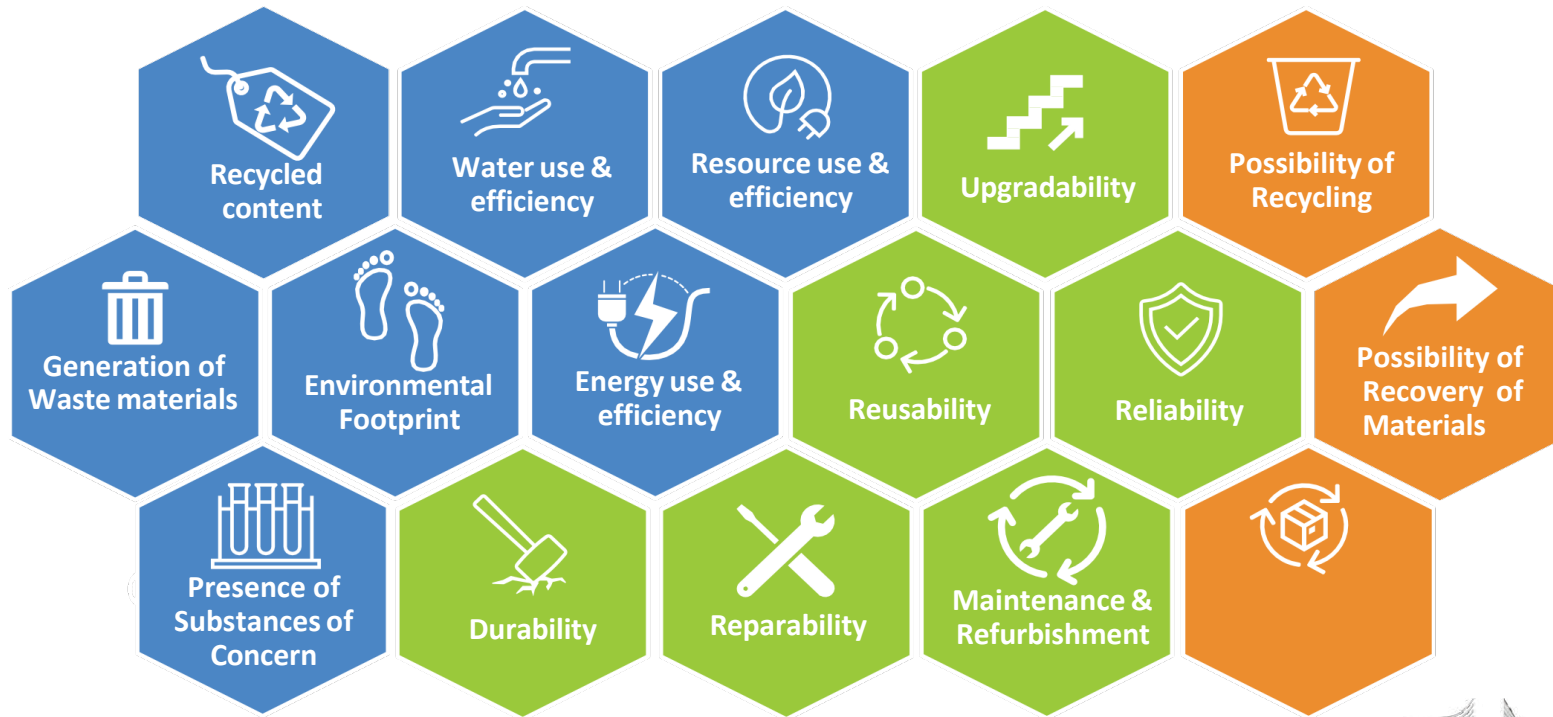 Recycled
content
Water use &
efficiency
Resource use &
efficiency
Upgradability
Possibility of
Recycling
Generation of
Waste materials
Environmental
Footprint
Energy use &
efficiency
Reusability
Reliability
Possibility of
Recovery of
Materials
Presence of
Substances of
Concern
Durability
Reparability
Maintenance &
Refurbishment